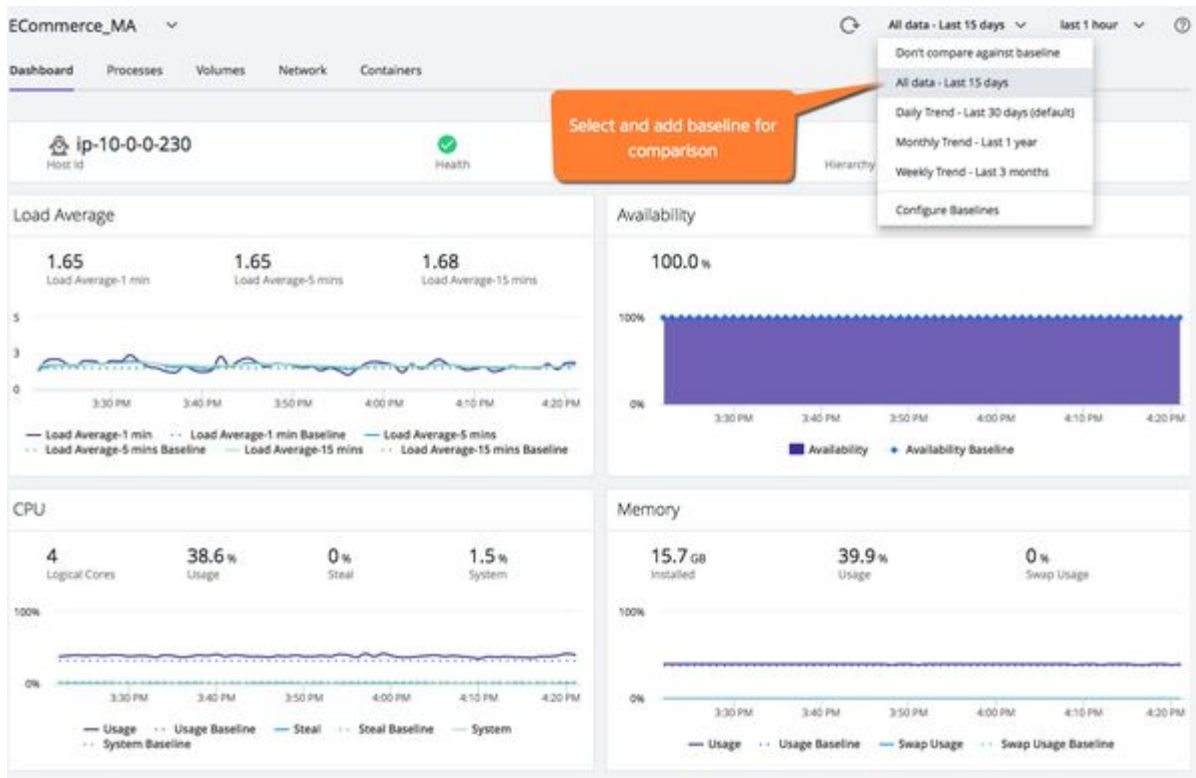 ECommerce_MA
All data - Last 15 days
last 1 hour
Dashboard Processes Volumes Network Containers
Don't compare against baseline
All data - Last 15 days
Daily Trend - Last 30 days (default)
Monthly Trend - Last 1 year
Weekly Trend - Last 3 months
Configure Baselines
Select and add baseline for
comparison
ip-10-0-0-230
Host Id
Health
Hierarchy
Load Average
1.65 1.65 1.68
Load Average-1 min Load Average-5 mins Load Average-15 mins
5
3
0
3:30 PM 3:40 PM 3:50 PM 4:00 PM 4:10 PM 4:20 PM
Load Average-1 min Load Average-1 min Baseline Load Average-5 mins
Load Average-5 mins Baseline Load Average-15 mins Load Average-15 mins Baseline
Availability
100.0 %
100%
0%
3:30 PM 3:40 PM 3:50 PM 4:00 PM 4:10 PM 4:20 PM
Availability Availability Baseline
CPU
4 38.6 % 0 % 1.5 %
Logical Cores Usage Steal System
100%
0%
3:30 PM 3:40 PM 3:50 PM 4:00 PM 4:10 PM 4:20 PM
Usage Usage Baseline Steal Steal Baseline System
System Baseline
Memory
15.7 GB 39.9 % 0 %
Installed Usage Swap Usage
100%
0%
3:30 PM 3:40 PM 3:50 PM 4:00 PM 4:10 PM 4:20 PM
Usage Usage Baseline Swap Usage Swap Usage Baseline